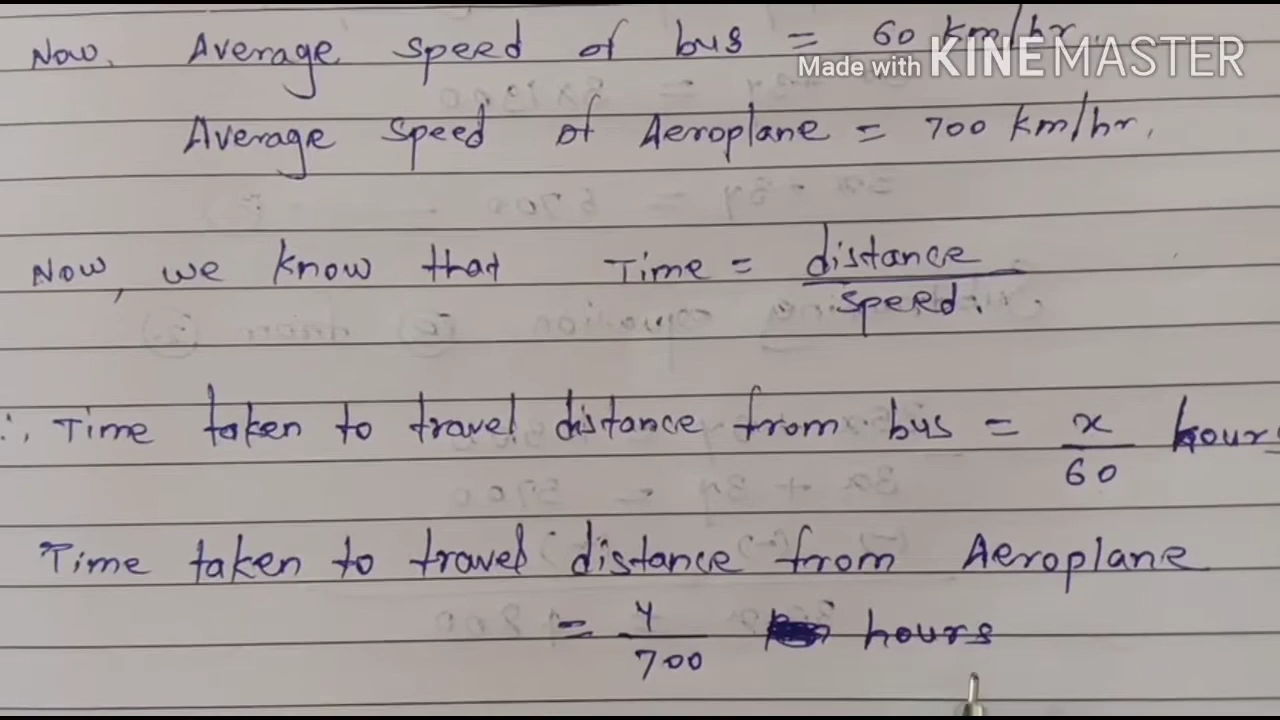 Now, Average speed of bus = 60 km/hr.
Made with KINEMASTER
Average speed of Aeroplane = 700 km/hr.
Now, we know that Time = distance
speed.
∴ Time taken to travel distance from bus = x hours
60
Time taken to travel distance from Aeroplane
= y hours
700